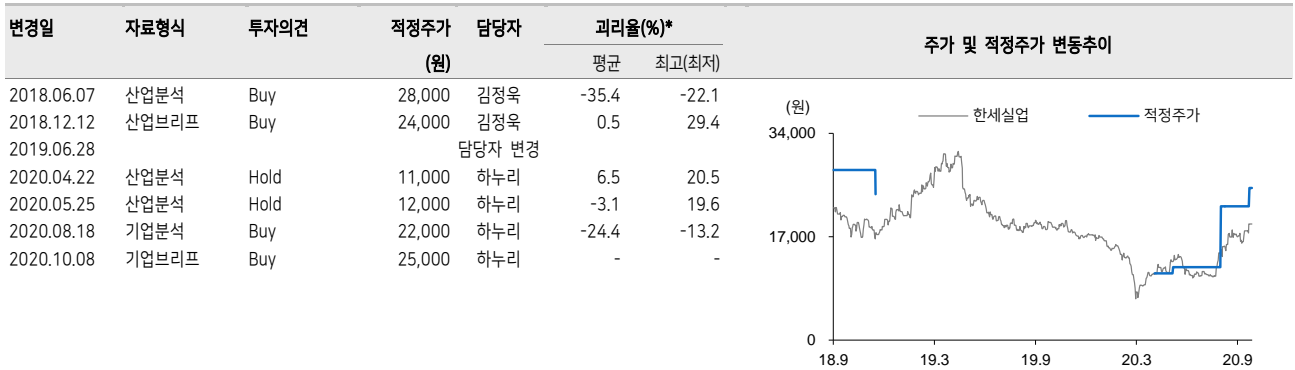 변경일 자료형식 투자의견 적정주가 담당자 괴리율(%)* 주가 및 적정주가 변동추이
(원) 평균 최고(최저)
2018.06.07 산업분석 Buy 28,000 김정욱 -35.4 -22.1
2018.12.12 산업브리프 Buy 24,000 김정욱 0.5 29.4
2019.06.28 담당자 변경
2020.04.22 산업분석 Hold 11,000 하누리 6.5 20.5
2020.05.25 산업분석 Hold 12,000 하누리 -3.1 19.6
2020.08.18 기업분석 Buy 22,000 하누리 -24.4 -13.2
2020.10.08 기업브리프 Buy 25,000 하누리 - -
(원) 한세실업 적정주가
34,000
17,000
0
18.9 19.3 19.9 20.3 20.9